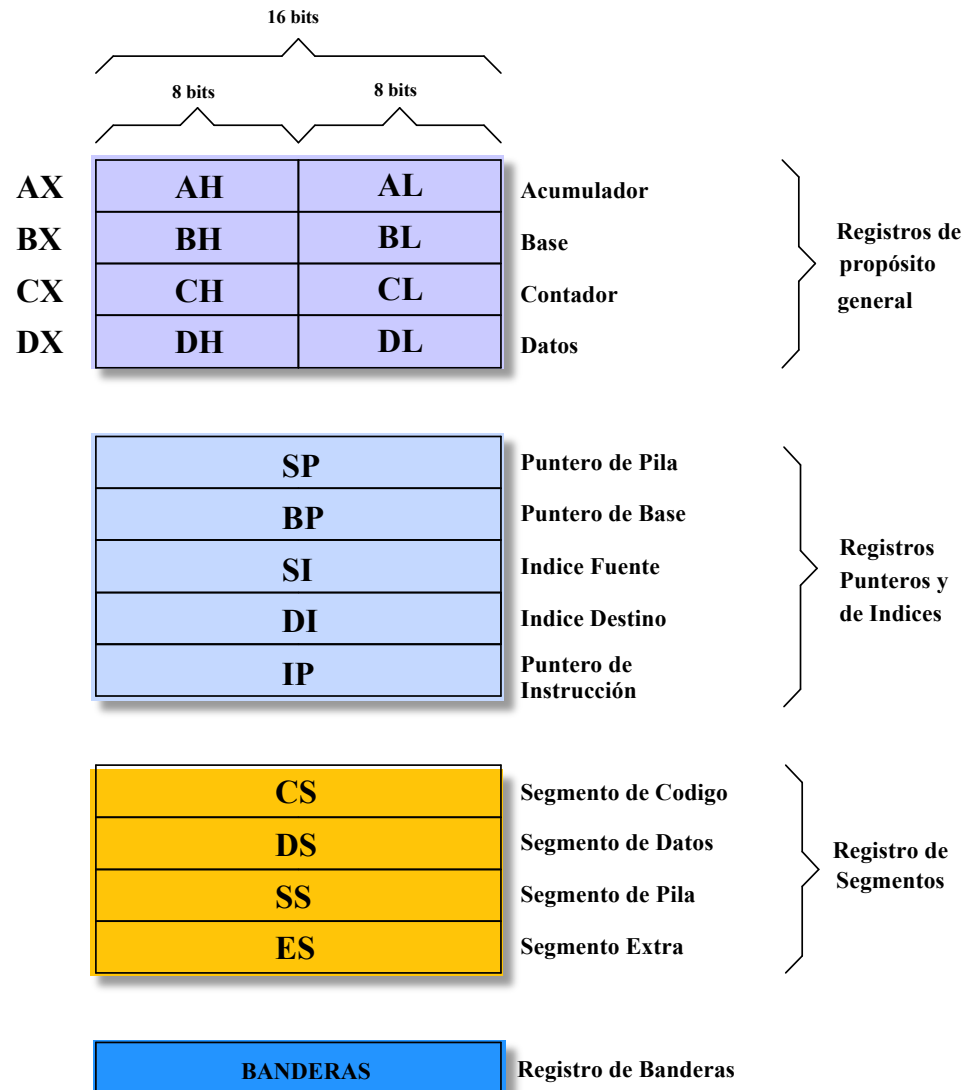 16 bits
8 bits 8 bits
AX AH AL Acumulador
BX BH BL Base
CX CH CL Contador
DX DH DL Datos
Registros de
propósito
general
SP Puntero de Pila
BP Puntero de Base
SI Indice Fuente
DI Indice Destino
IP Puntero de
Instrucción
Registros
Punteros y
de Indices
CS Segmento de Codigo
DS Segmento de Datos
SS Segmento de Pila
ES Segmento Extra
Registro de
Segmentos
BANDERAS Registro de Banderas